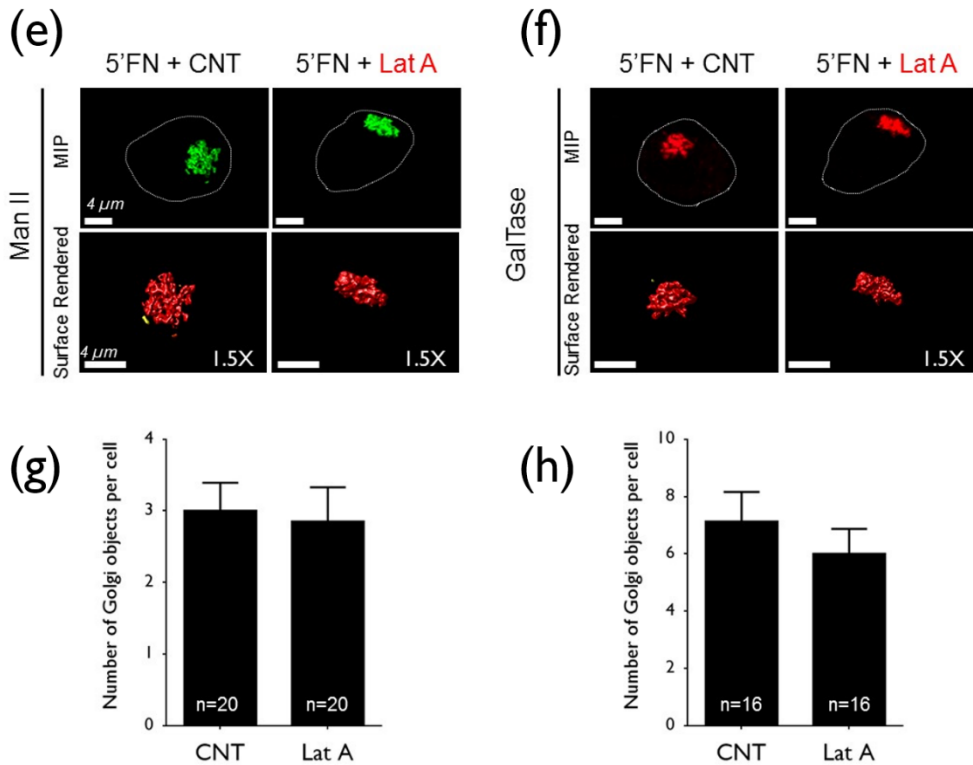 (e)
5'FN + CNT
5'FN + Lat A
Man II
MIP
4 µm
Surface Rendered
4 µm
1.5X
(f)
5'FN + CNT
5'FN + Lat A
GalTase
MIP
Surface Rendered
1.5X
(g)
Number of Golgi objects per cell
4
3
2
1
0
n=20
n=20
CNT
Lat A
(h)
Number of Golgi objects per cell
10
8
6
4
2
0
n=16
n=16
CNT
Lat A